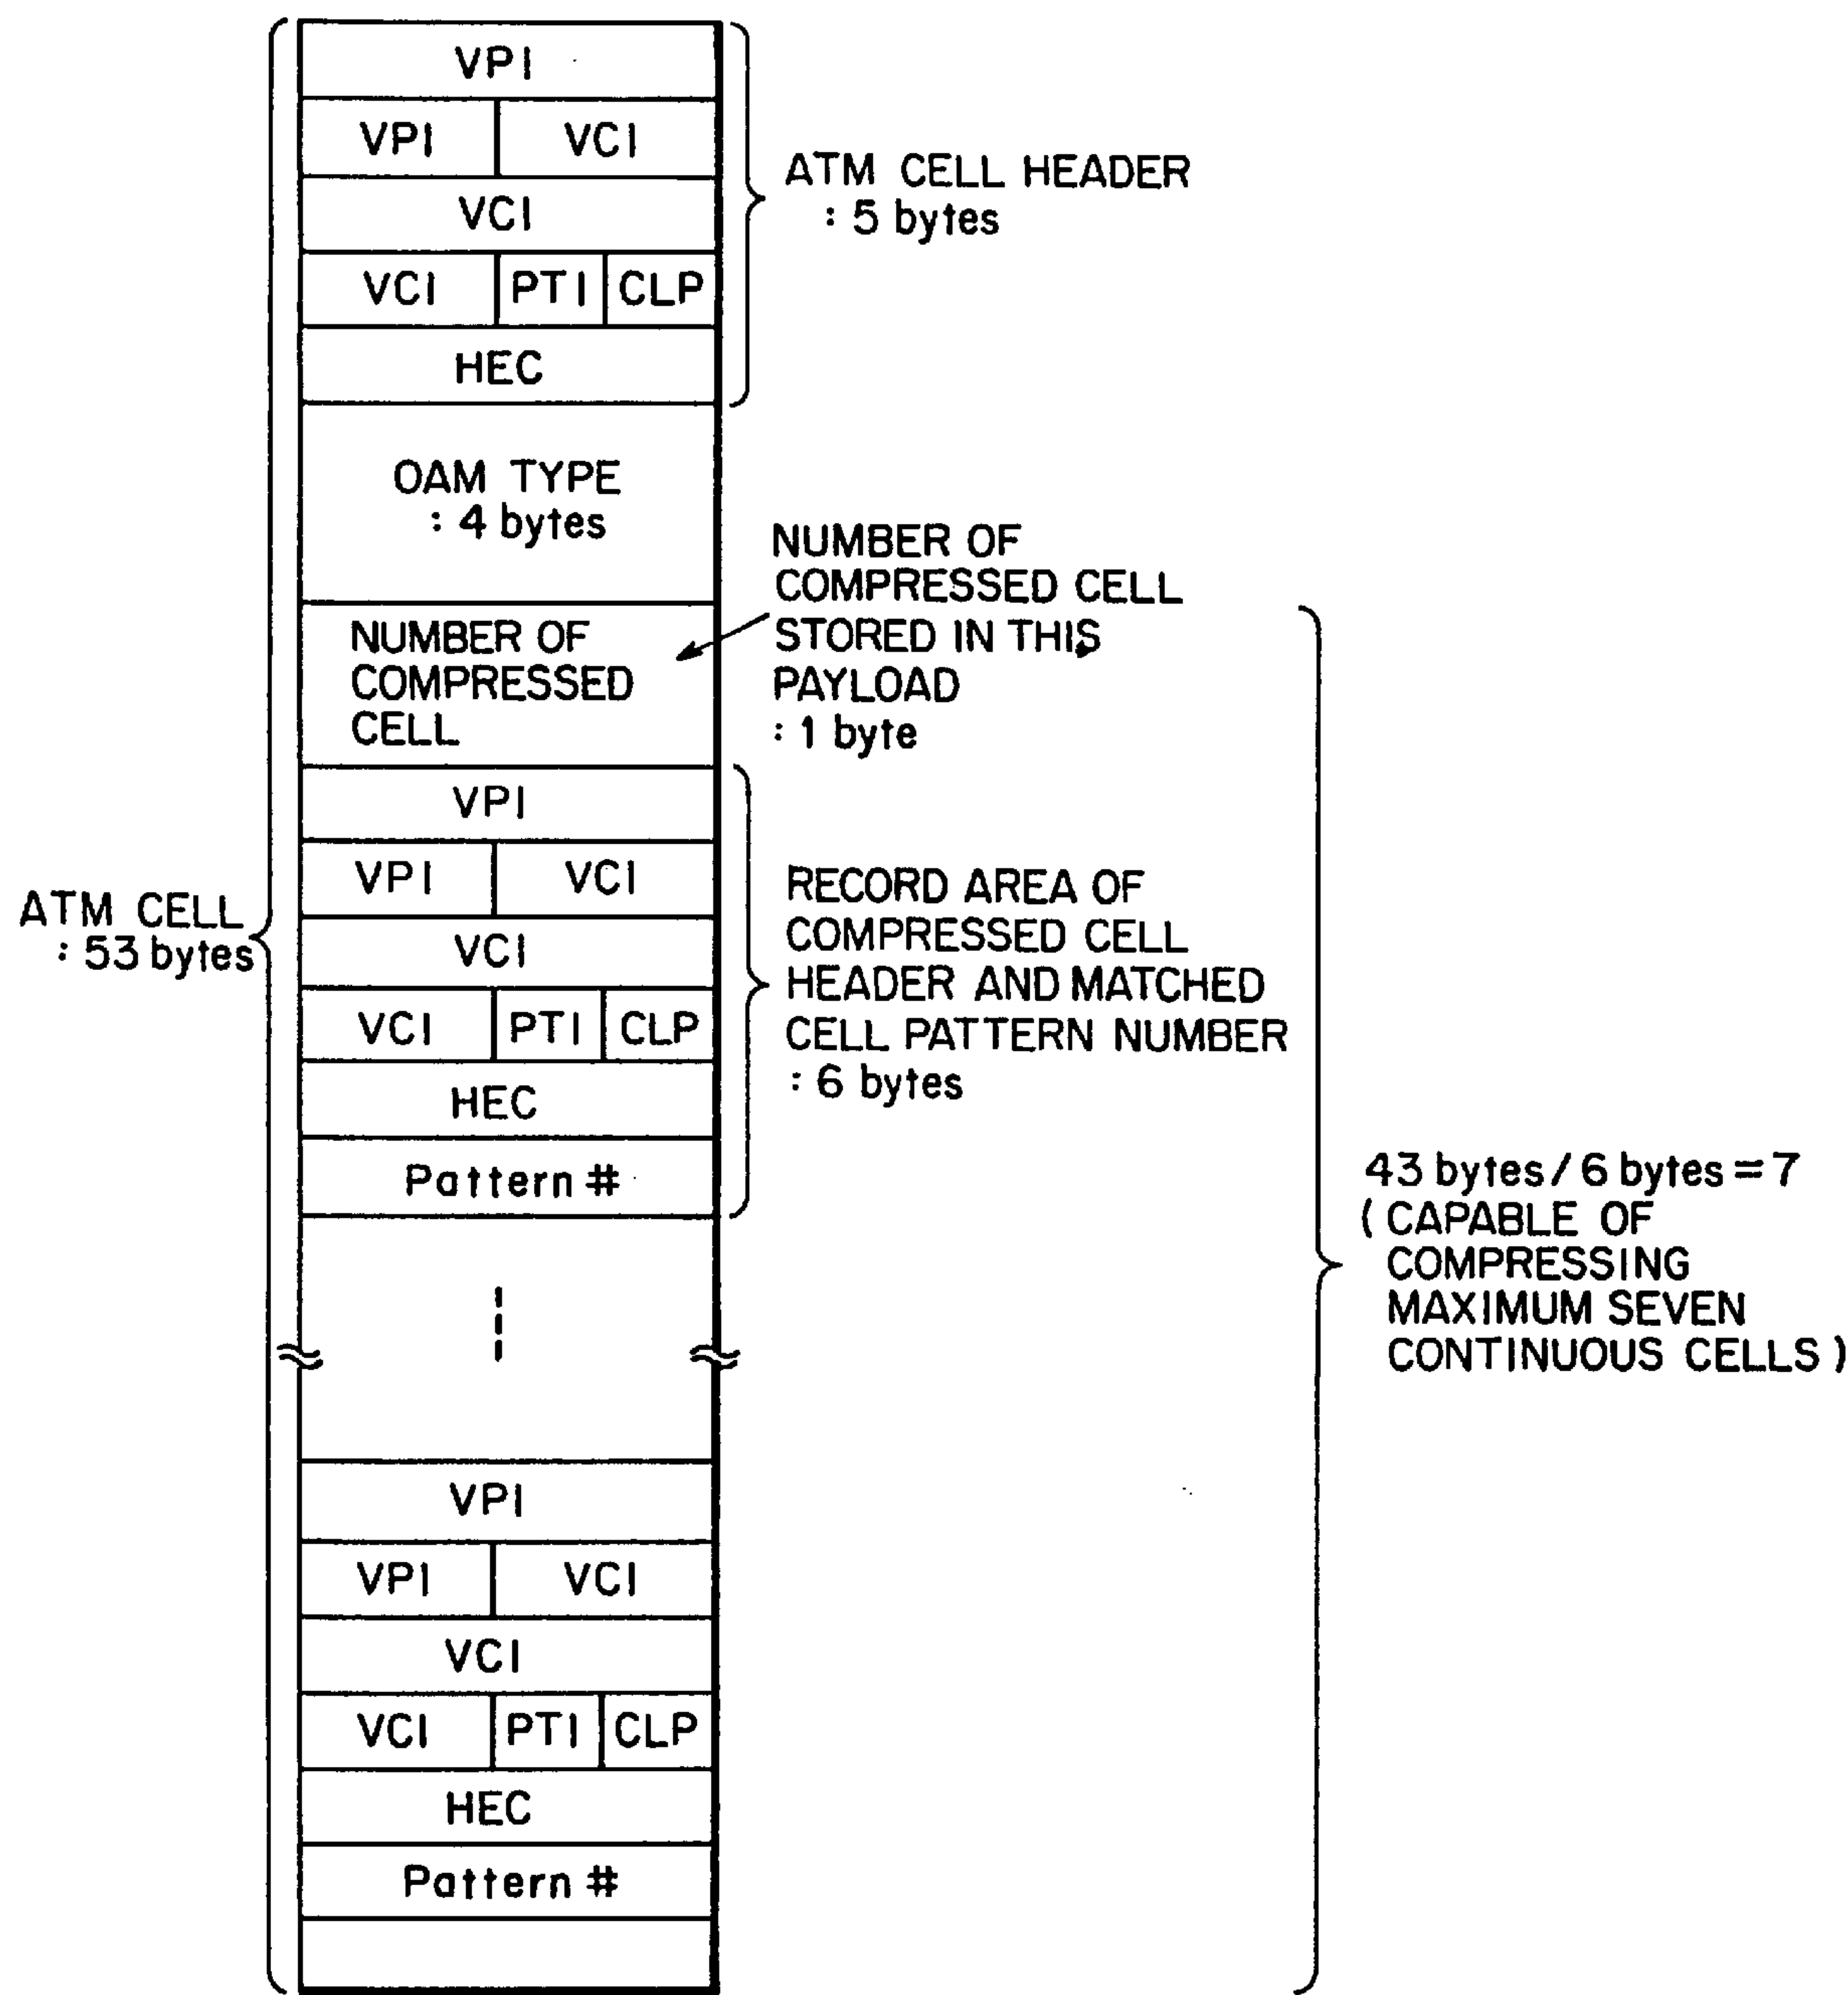 VPI
VPI VCI
VCI
VCI PTI CLP
HEC
ATM CELL HEADER
: 5 bytes
OAM TYPE
: 4 bytes
NUMBER OF
COMPRESSED
CELL
NUMBER OF
COMPRESSED CELL
STORED IN THIS
PAYLOAD
: 1 byte
VPI
VPI VCI
VCI
VCI PTI CLP
HEC
Pattern #
RECORD AREA OF
COMPRESSED CELL
HEADER AND MATCHED
CELL PATTERN NUMBER
: 6 bytes
ATM CELL
: 53 bytes
43 bytes / 6 bytes = 7
( CAPABLE OF
COMPRESSING
MAXIMUM SEVEN
CONTINUOUS CELLS )
VPI
VPI VCI
VCI
VCI PTI CLP
HEC
Pattern #